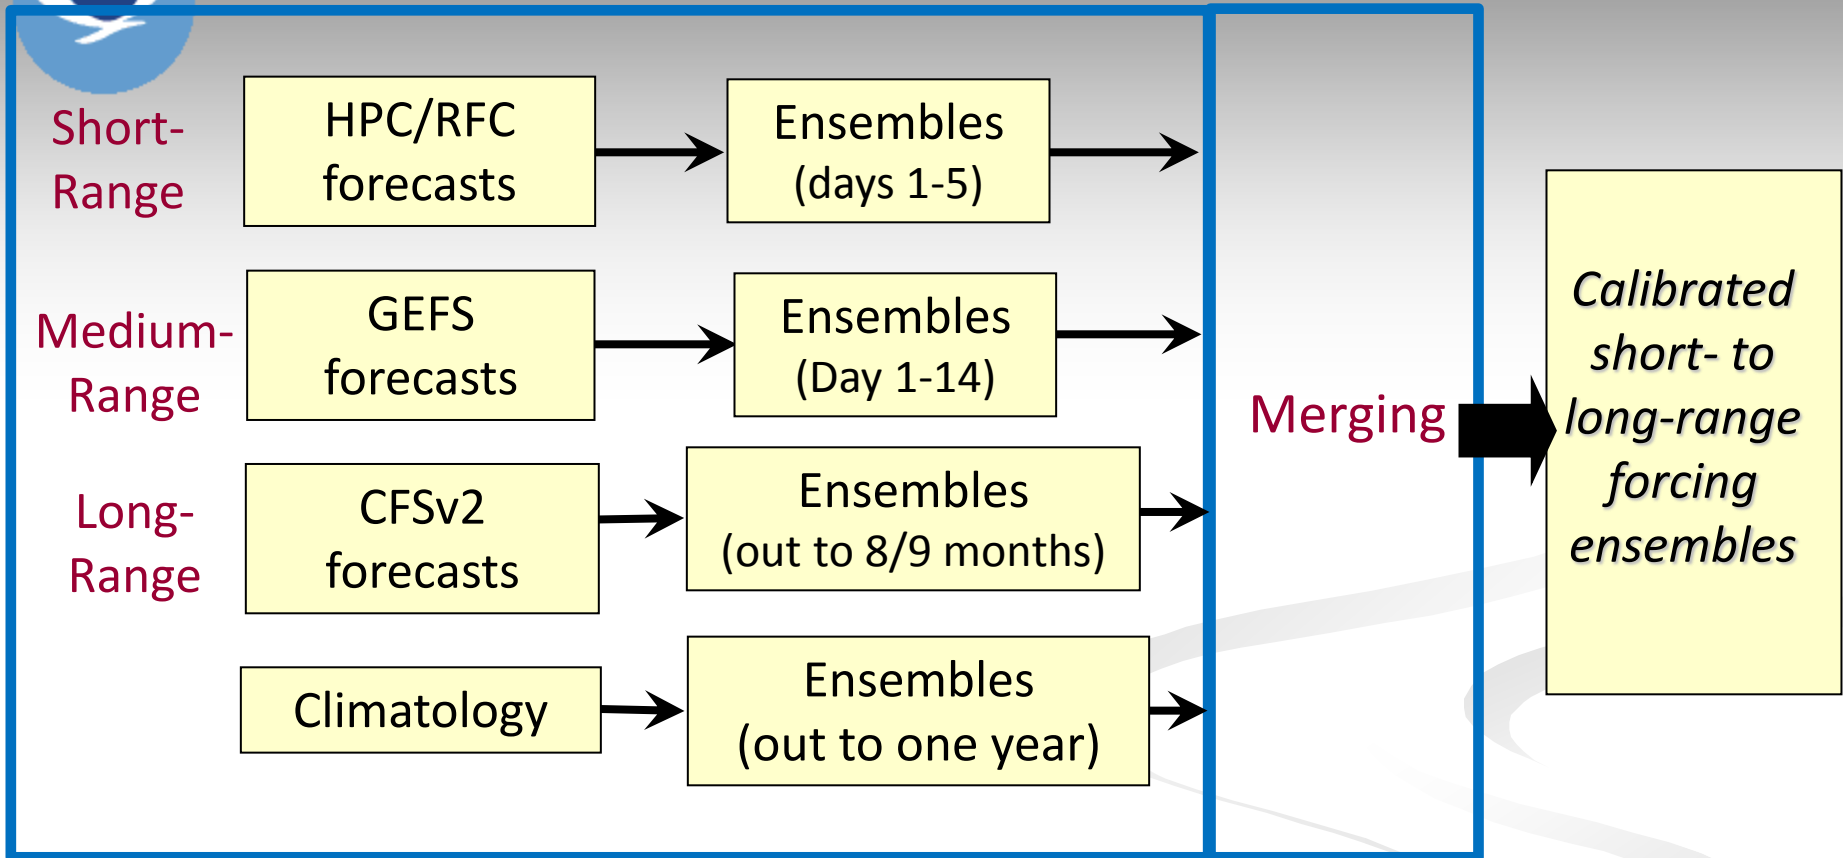 Short-
Range
HPC/RFC
forecasts
Ensembles
(days 1-5)
Medium-
Range
GEFS
forecasts
Ensembles
(Day 1-14)
Long-
Range
CFSv2
forecasts
Ensembles
(out to 8/9 months)
Climatology
Ensembles
(out to one year)
Merging
Calibrated
short- to
long-range
forcing
ensembles